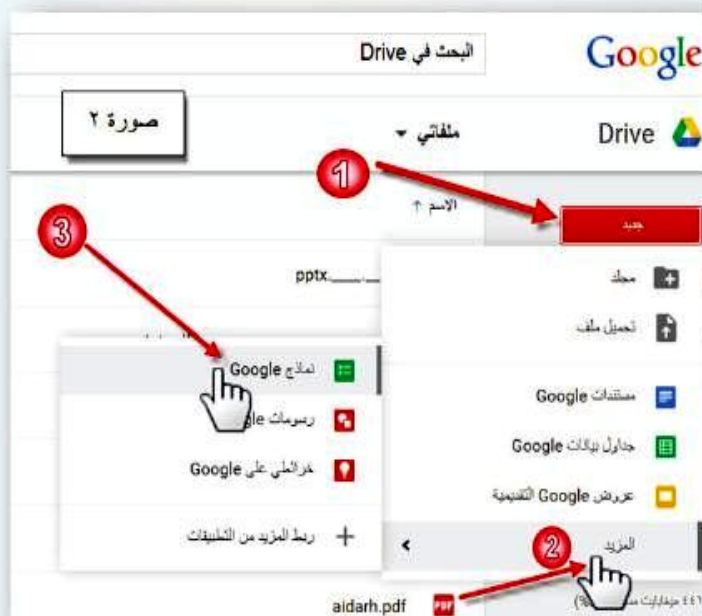 Google
البحث في Drive
Drive
ملفاتي
صورة ٢
1
جديد
الاسم ↑
3
مجلد
pptx.
تحميل ملف
نماذج Google
مستندات Google
رسومات
جداول بيانات Google
خرائطي على Google
عروض Google التقديمية
ربط المزيد من التطبيقات
المزيد
2
aidarh.pdf
PDF